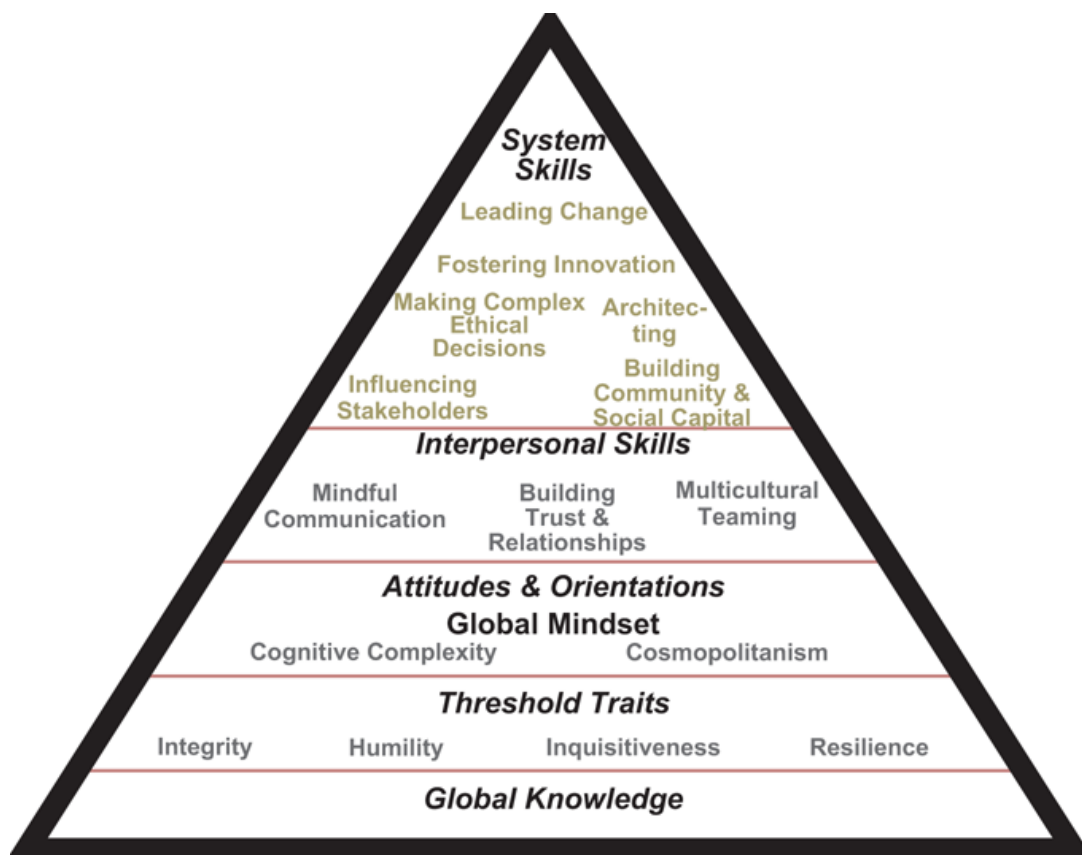 System
Skills
Leading Change
Fostering Innovation
Making Complex
Ethical
Decisions
Architec-
ting
Influencing
Stakeholders
Building
Community &
Social Capital
Interpersonal Skills
Mindful
Communication
Building
Trust &
Relationships
Multicultural
Teaming
Attitudes & Orientations
Global Mindset
Cognitive Complexity
Cosmopolitanism
Threshold Traits
Integrity
Humility
Inquisitiveness
Resilience
Global Knowledge